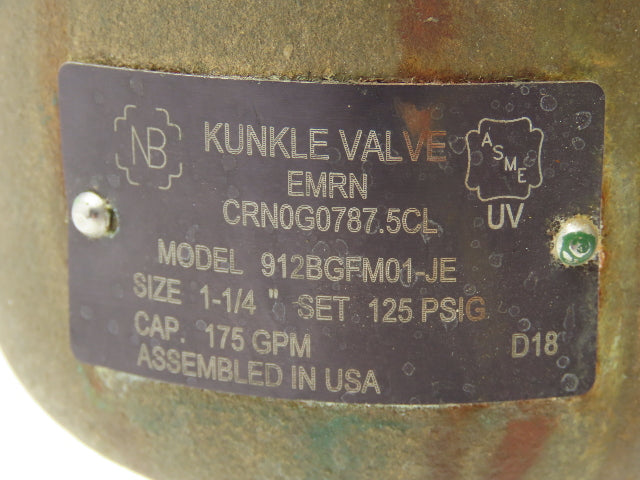 NB
KUNKLE VALVE
ASME
UV
EMRN
CRN0G0787.5CL
MODEL 912BGFM01-JE
SIZE 1-1/4 " SET 125 PSIG
CAP. 175 GPM D18
ASSEMBLED IN USA